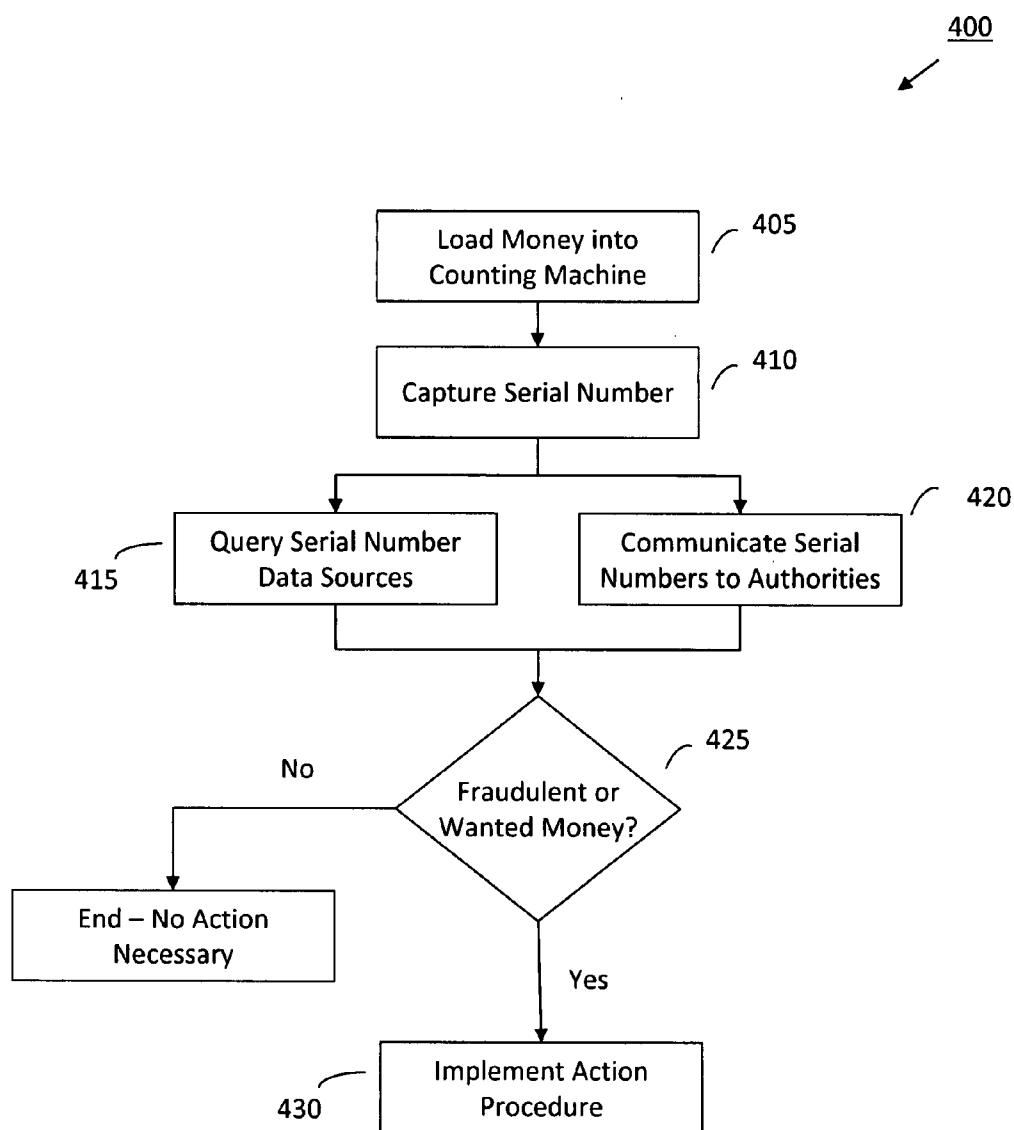 400
Load Money into
Counting Machine
405
Capture Serial Number
410
Query Serial Number
Data Sources
415
Communicate Serial
Numbers to Authorities
420
Fraudulent or
Wanted Money?
425
No
End – No Action
Necessary
Yes
Implement Action
Procedure
430